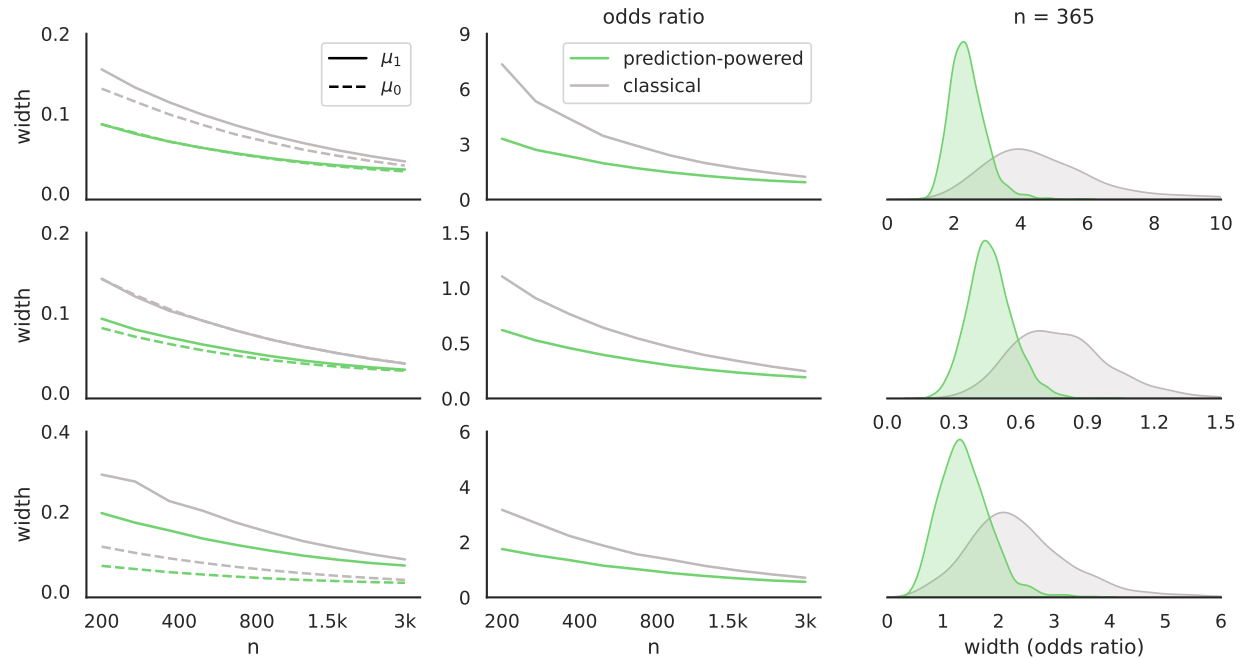 odds ratio
n = 365
0.2
0.1
0.0
width
μ1
μ0
9
6
3
0
prediction-powered
classical
0 2 4 6 8 10
0.2
0.1
0.0
width
1.5
1.0
0.5
0.0
0.0 0.3 0.6 0.9 1.2 1.5
0.4
0.2
0.0
width
200 400 800 1.5k 3k
n
6
4
2
0
200 400 800 1.5k 3k
n
0 1 2 3 4 5 6
width (odds ratio)